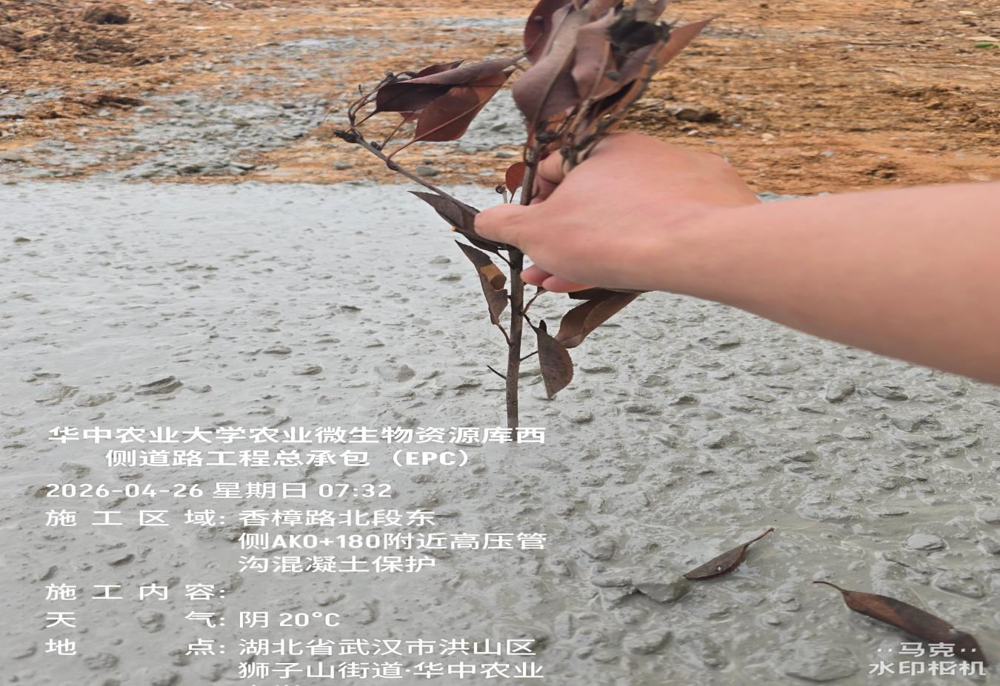 华中农业大学农业微生物资源库西
侧道路工程总承包（EPC）
2026-04-26 星期日 07:32
施工区域: 香樟路北段东
侧AK0+180附近高压管
沟混凝土保护
施工内容:
天气: 阴 20℃
地点: 湖北省武汉市洪山区
狮子山街道·华中农业
马克
水印相机